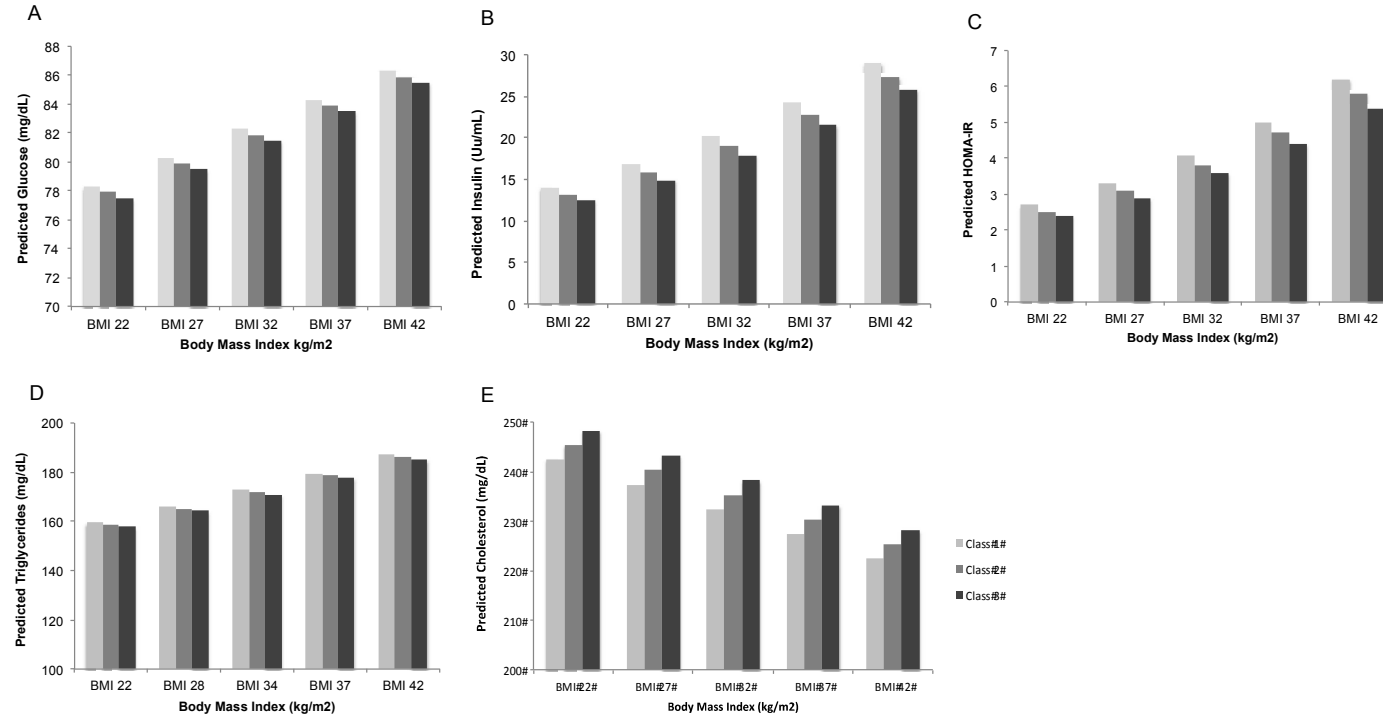 A
Predicted Glucose (mg/dL)
88
86
84
82
80
78
76
74
72
70
BMI 22 BMI 27 BMI 32 BMI 37 BMI 42
Body Mass Index kg/m2
B
Predicted Insulin (Uu/mL)
30
25
20
15
10
5
0
BMI 22 BMI 27 BMI 32 BMI 37 BMI 42
Body Mass Index (kg/m2)
C
Predicted HOMA-IR
7
6
5
4
3
2
1
0
BMI 22 BMI 27 BMI 32 BMI 37 BMI 42
Body Mass Index (kg/m2)
D
Predicted Triglycerides (mg/dL)
200
180
160
140
120
100
BMI 22 BMI 28 BMI 34 BMI 37 BMI 42
Body Mass Index (kg/m2)
E
Predicted Cholesterol (mg/dL)
250#
240#
230#
220#
210#
200#
BMI#22# BMI#27# BMI#32# BMI#37# BMI#42#
Body Mass Index (kg/m2)
Class#1#
Class#2#
Class#3#